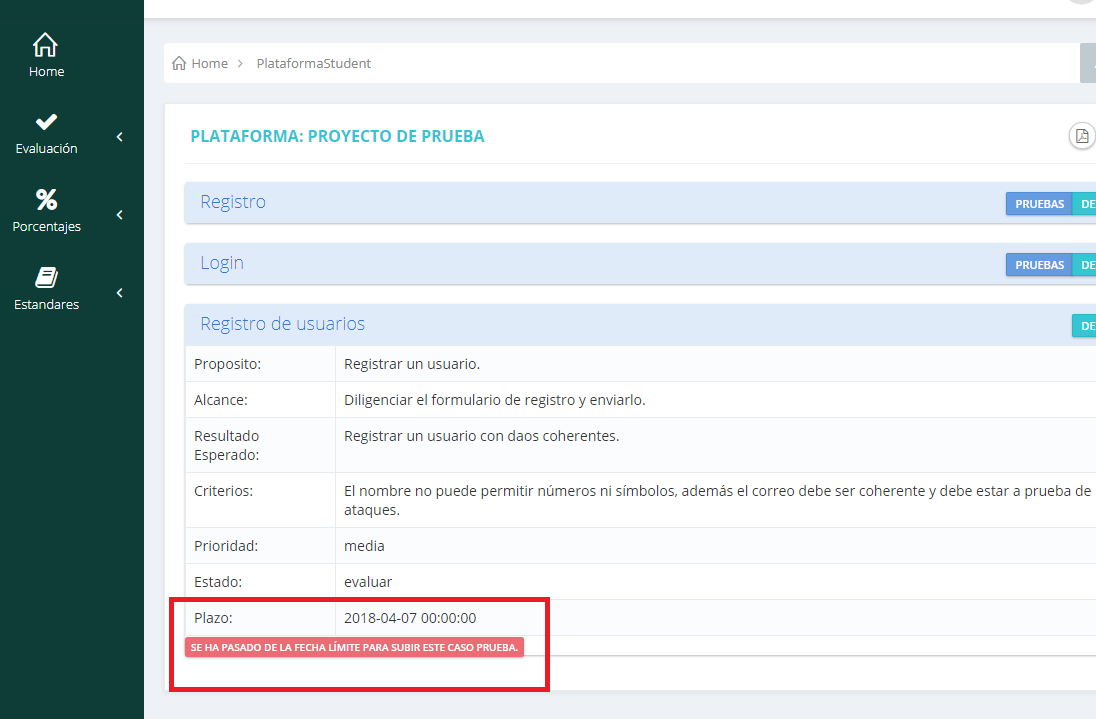 Home
Evaluación
Porcentajes
Estandares
Home > PlataformaStudent
PLATAFORMA: PROYECTO DE PRUEBA
Registro
PRUEBAS DE
Login
PRUEBAS DE
Registro de usuarios
DE
Proposito: Registrar un usuario.
Alcance: Diligenciar el formulario de registro y enviarlo.
Resultado Esperado: Registrar un usuario con daos coherentes.
Criterios: El nombre no puede permitir números ni símbolos, además el correo debe ser coherente y debe estar a prueba de
ataques.
Prioridad: media
Estado: evaluar
Plazo: 2018-04-07 00:00:00
SE HA PASADO DE LA FECHA LÍMITE PARA SUBIR ESTE CASO PRUEBA.